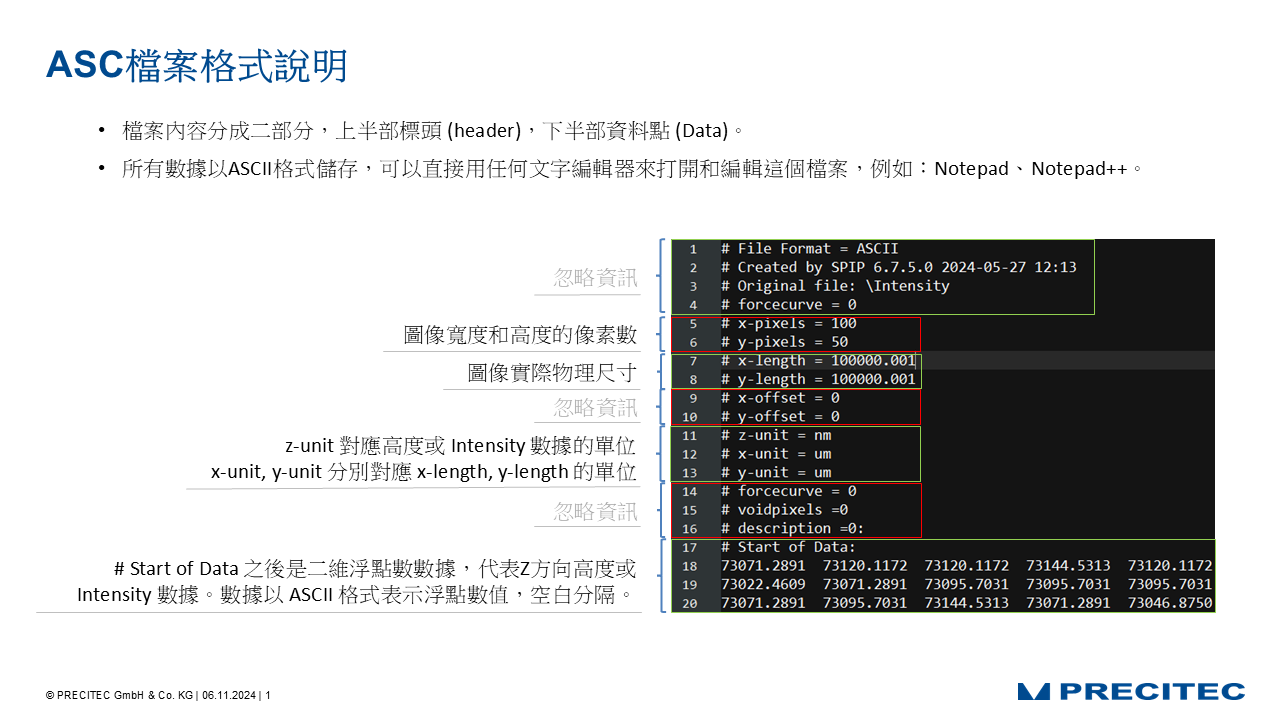 ASC檔案格式說明
• 檔案內容分成二部分，上半部標頭 (header)，下半部資料點 (Data)。
• 所有數據以ASCII格式儲存，可以直接用任何文字編輯器來打開和編輯這個檔案，例如：Notepad、Notepad++。
忽略資訊
圖像寬度和高度的像素數
圖像實際物理尺寸
忽略資訊
z-unit 對應高度或 Intensity 數據的單位
x-unit, y-unit 分別對應 x-length, y-length 的單位
忽略資訊
# Start of Data 之後是二維浮點數數據，代表Z方向高度或
Intensity 數據。數據以 ASCII 格式表示浮點數值，空白分隔。
1 # File Format = ASCII
2 # Created by SPIP 6.7.5.0 2024-05-27 12:13
3 # Original file: \Intensity
4 # forcecurve = 0
5 # x-pixels = 100
6 # y-pixels = 50
7 # x-length = 100000.001
8 # y-length = 100000.001
9 # x-offset = 0
10 # y-offset = 0
11 # z-unit = nm
12 # x-unit = um
13 # y-unit = um
14 # forcecurve = 0
15 # voidpixels =0
16 # description =0:
17 # Start of Data:
18 73071.2891 73120.1172 73120.1172 73144.5313 73120.1172
19 73022.4609 73071.2891 73095.7031 73095.7031 73095.7031
20 73071.2891 73095.7031 73144.5313 73071.2891 73046.8750
© PRECITEC GmbH & Co. KG | 06.11.2024 | 1
PRECITEC